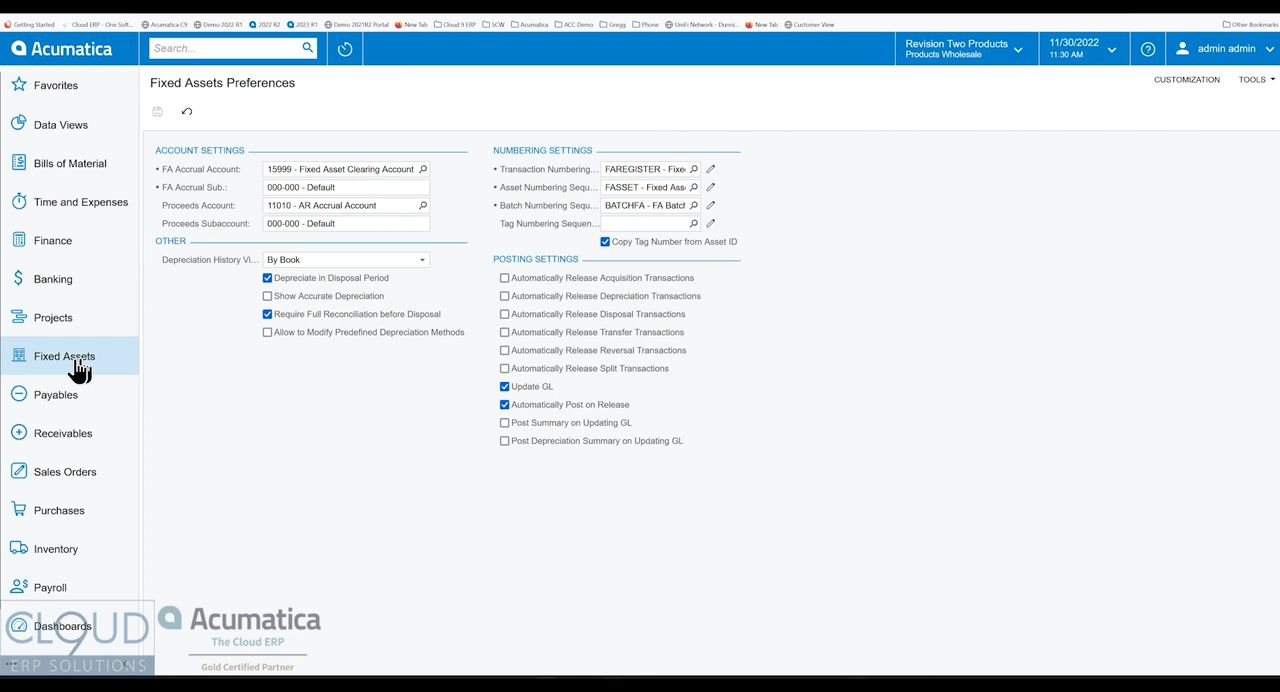 Getting Started
Cloud ERP - One Soft...
Acumatica C9
Demo 2022 R1
2022 R2
2023 R1
Demo 2021R2 Portal
New Tab
Cloud 9 ERP
SCW
Acumatica
ACC Demo
Gregg
Phone
UniFi Network - Dunni...
New Tab
Customer View
Other Bookmarks
Acumatica
Search...
Revision Two Products
Products Wholesale
11/30/2022
11:30 AM
admin admin
Favorites
Data Views
Bills of Material
Time and Expenses
Finance
Banking
Projects
Fixed Assets
Payables
Receivables
Sales Orders
Purchases
Inventory
Payroll
Dashboards
Fixed Assets Preferences
CUSTOMIZATION
TOOLS
ACCOUNT SETTINGS
FA Accrual Account: 15999 - Fixed Asset Clearing Account
FA Accrual Sub.: 000-000 - Default
Proceeds Account: 11010 - AR Accrual Account
Proceeds Subaccount: 000-000 - Default
OTHER
Depreciation History Vi... By Book
Depreciate in Disposal Period
Show Accurate Depreciation
Require Full Reconciliation before Disposal
Allow to Modify Predefined Depreciation Methods
NUMBERING SETTINGS
Transaction Numbering... FAREGISTER - Fixe
Asset Numbering Sequ... FASSET - Fixed Ass
Batch Numbering Sequ... BATCHFA - FA Batch
Tag Numbering Sequen...
Copy Tag Number from Asset ID
POSTING SETTINGS
Automatically Release Acquisition Transactions
Automatically Release Depreciation Transactions
Automatically Release Disposal Transactions
Automatically Release Transfer Transactions
Automatically Release Reversal Transactions
Automatically Release Split Transactions
Update GL
Automatically Post on Release
Post Summary on Updating GL
Post Depreciation Summary on Updating GL
CLOUD
9
ERP SOLUTIONS
Acumatica
The Cloud ERP
Gold Certified Partner